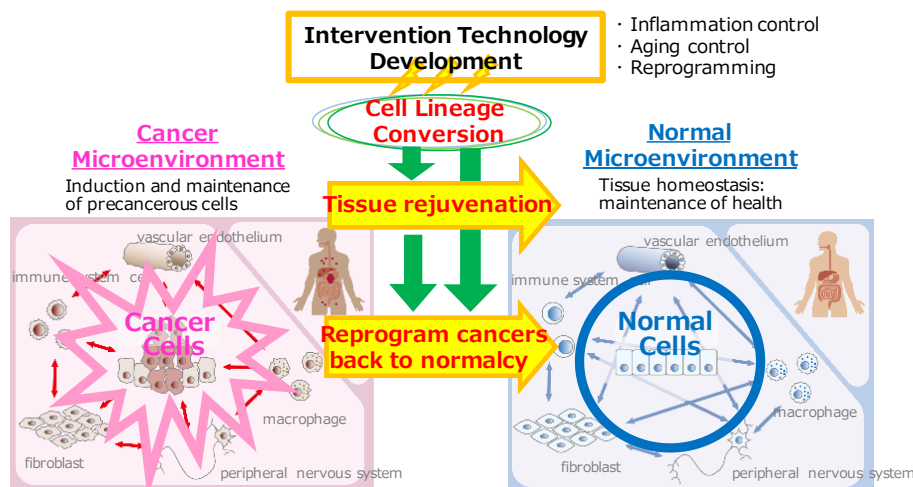 Intervention Technology
Development
・Inflammation control
・Aging control
・Reprogramming
Cell Lineage
Conversion
Cancer
Microenvironment
Induction and maintenance
of precancerous cells
Normal
Microenvironment
Tissue homeostasis:
maintenance of health
Tissue rejuvenation
vascular endothelium
immune system ce
Cancer
Cells
macrophage
fibroblast
peripheral nervous system
Reprogram cancers
back to normalcy
vascular endothelium
immune system
Normal
Cells
macrophage
fibroblast
peripheral nervous system